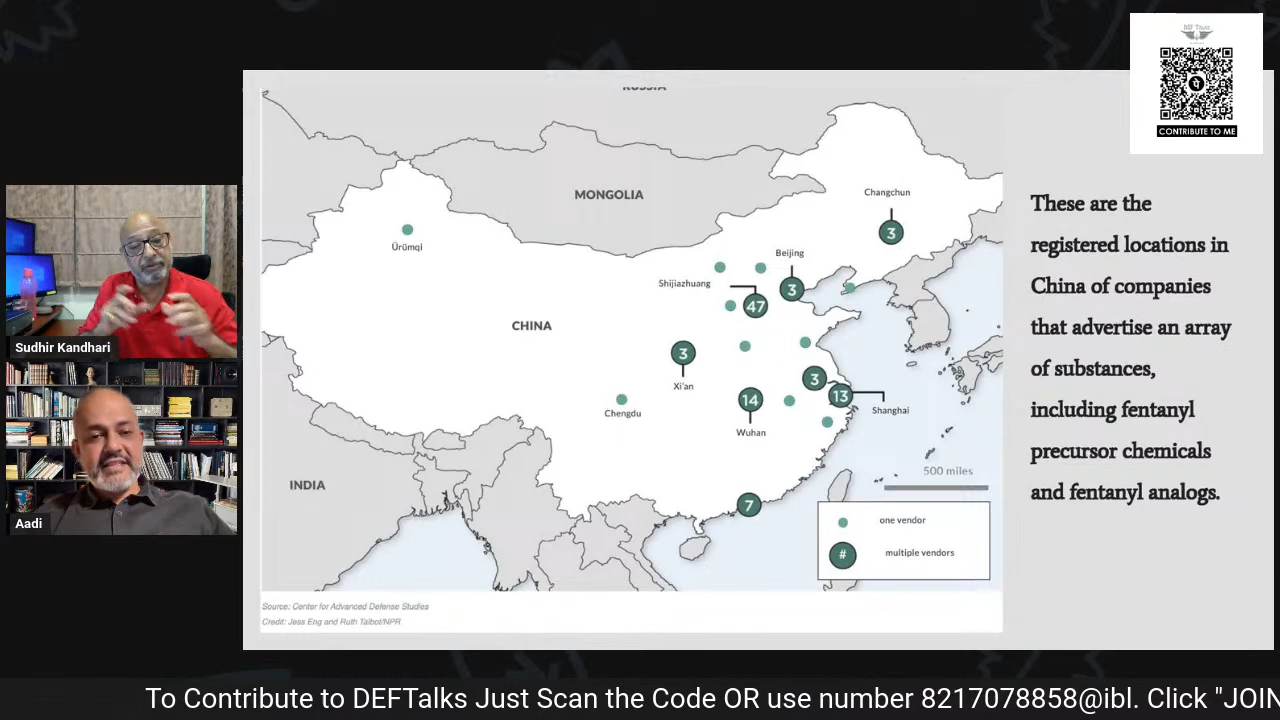 DEF TALKS
CONTRIBUTE TO ME
RUSSIA
MONGOLIA
Changchun
3
Ürümqi
Beijing
3
Shijiazhuang
47
CHINA
3
Xi'an
3
13
Shanghai
14
Wuhan
Chengdu
INDIA
7
500 miles
one vendor
#
multiple vendors
Source: Center for Advanced Defense Studies
Credit: Jess Eng and Ruth Talbot/NPR
These are the
registered locations in
China of companies
that advertise an array
of substances,
including fentanyl
precursor chemicals
and fentanyl analogs.
Sudhir Kandhari
Aadi
To Contribute to DEFTalks Just Scan the Code OR use number 8217078858@ibl. Click "JOIN